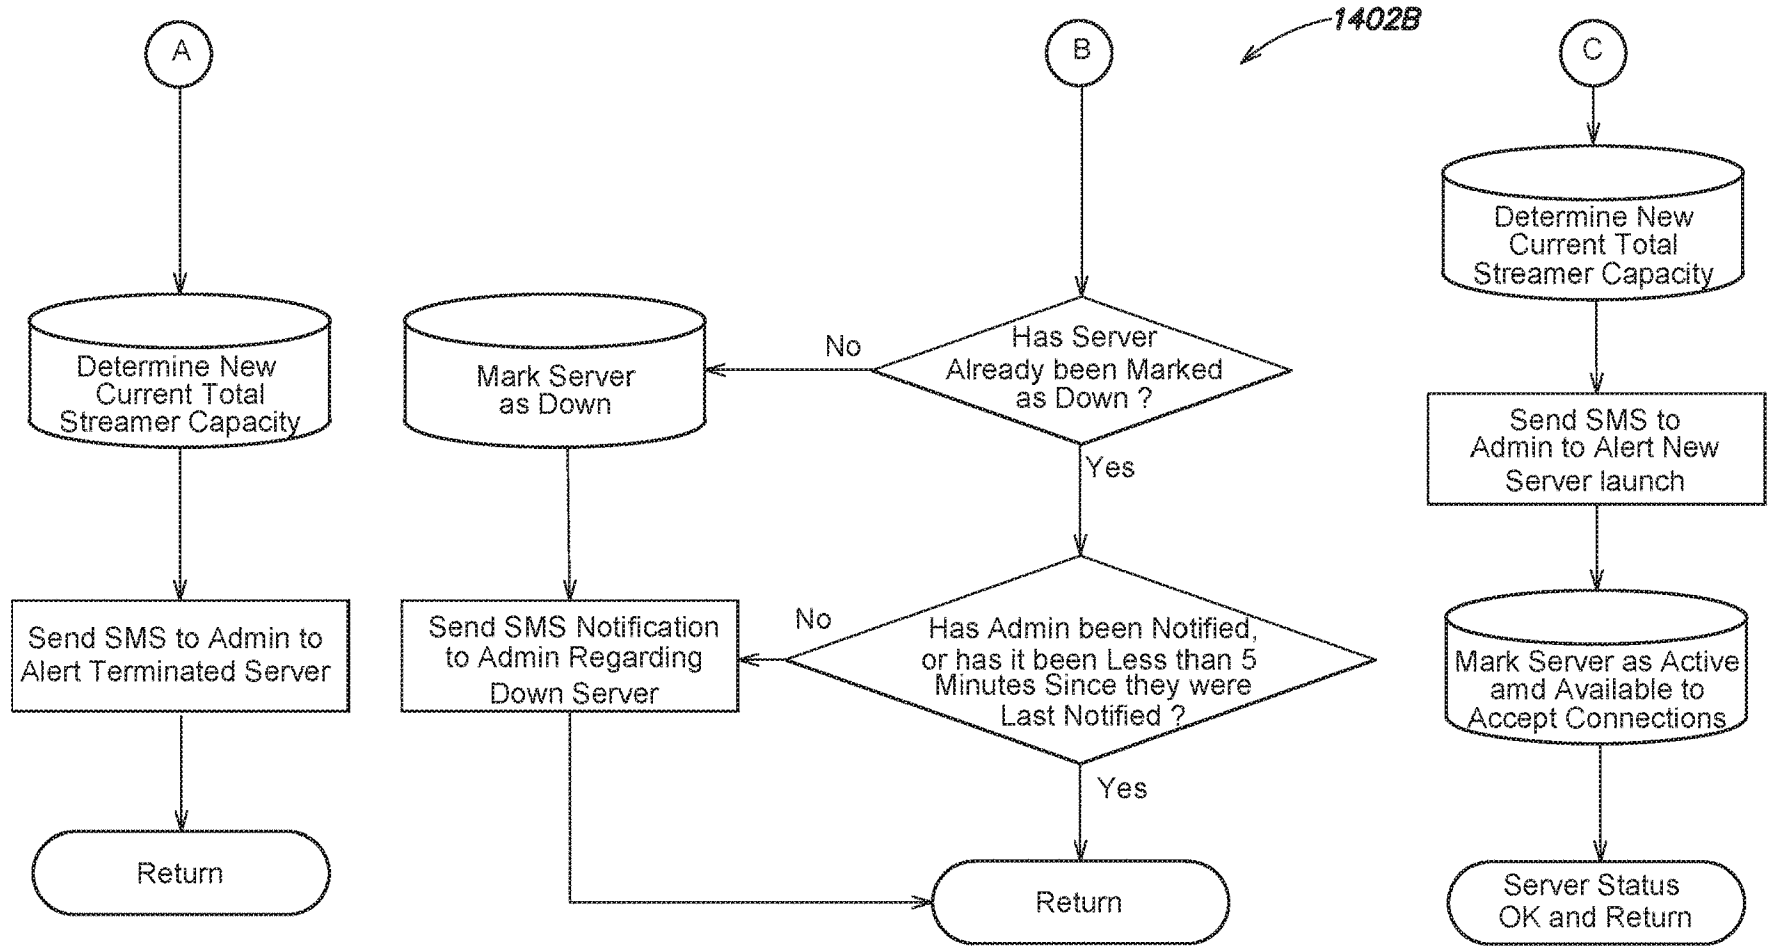 1402B
A
Determine New
Current Total
Streamer Capacity
Send SMS to Admin to
Alert Terminated Server
Return
B
Has Server
Already been Marked
as Down ?
No
Mark Server
as Down
Yes
Has Admin been Notified,
or has it been Less than 5
Minutes Since they were
Last Notified ?
No
Send SMS Notification
to Admin Regarding
Down Server
Yes
Return
C
Determine New
Current Total
Streamer Capacity
Send SMS to
Admin to Alert New
Server launch
Mark Server as Active
amd Available to
Accept Connections
Server Status
OK and Return